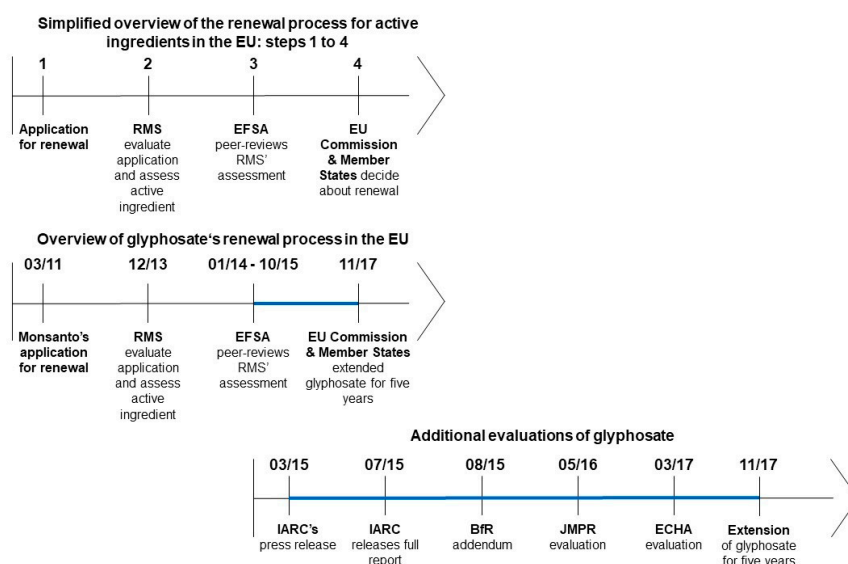 Simplified overview of the renewal process for active
ingredients in the EU: steps 1 to 4
1 2 3 4
Application
for renewal
RMS
evaluate
application
and assess
active
ingredient
EFSA
peer-reviews
RMS'
assessment
EU
Commission
& Member
States decide
about renewal
Overview of glyphosate‘s renewal process in the EU
03/11 12/13 01/14 - 10/15 11/17
Monsanto's
application
for renewal
RMS
evaluate
application
and assess
active
ingredient
EFSA
peer-reviews
RMS'
assessment
EU Commission
& Member States
extended
glyphosate for five
years
Additional evaluations of glyphosate
03/15 07/15 08/15 05/16 03/17 11/17
IARC's
press release
IARC
releases full
report
BfR
addendum
JMPR
evaluation
ECHA
evaluation
Extension
of glyphosate
for five years